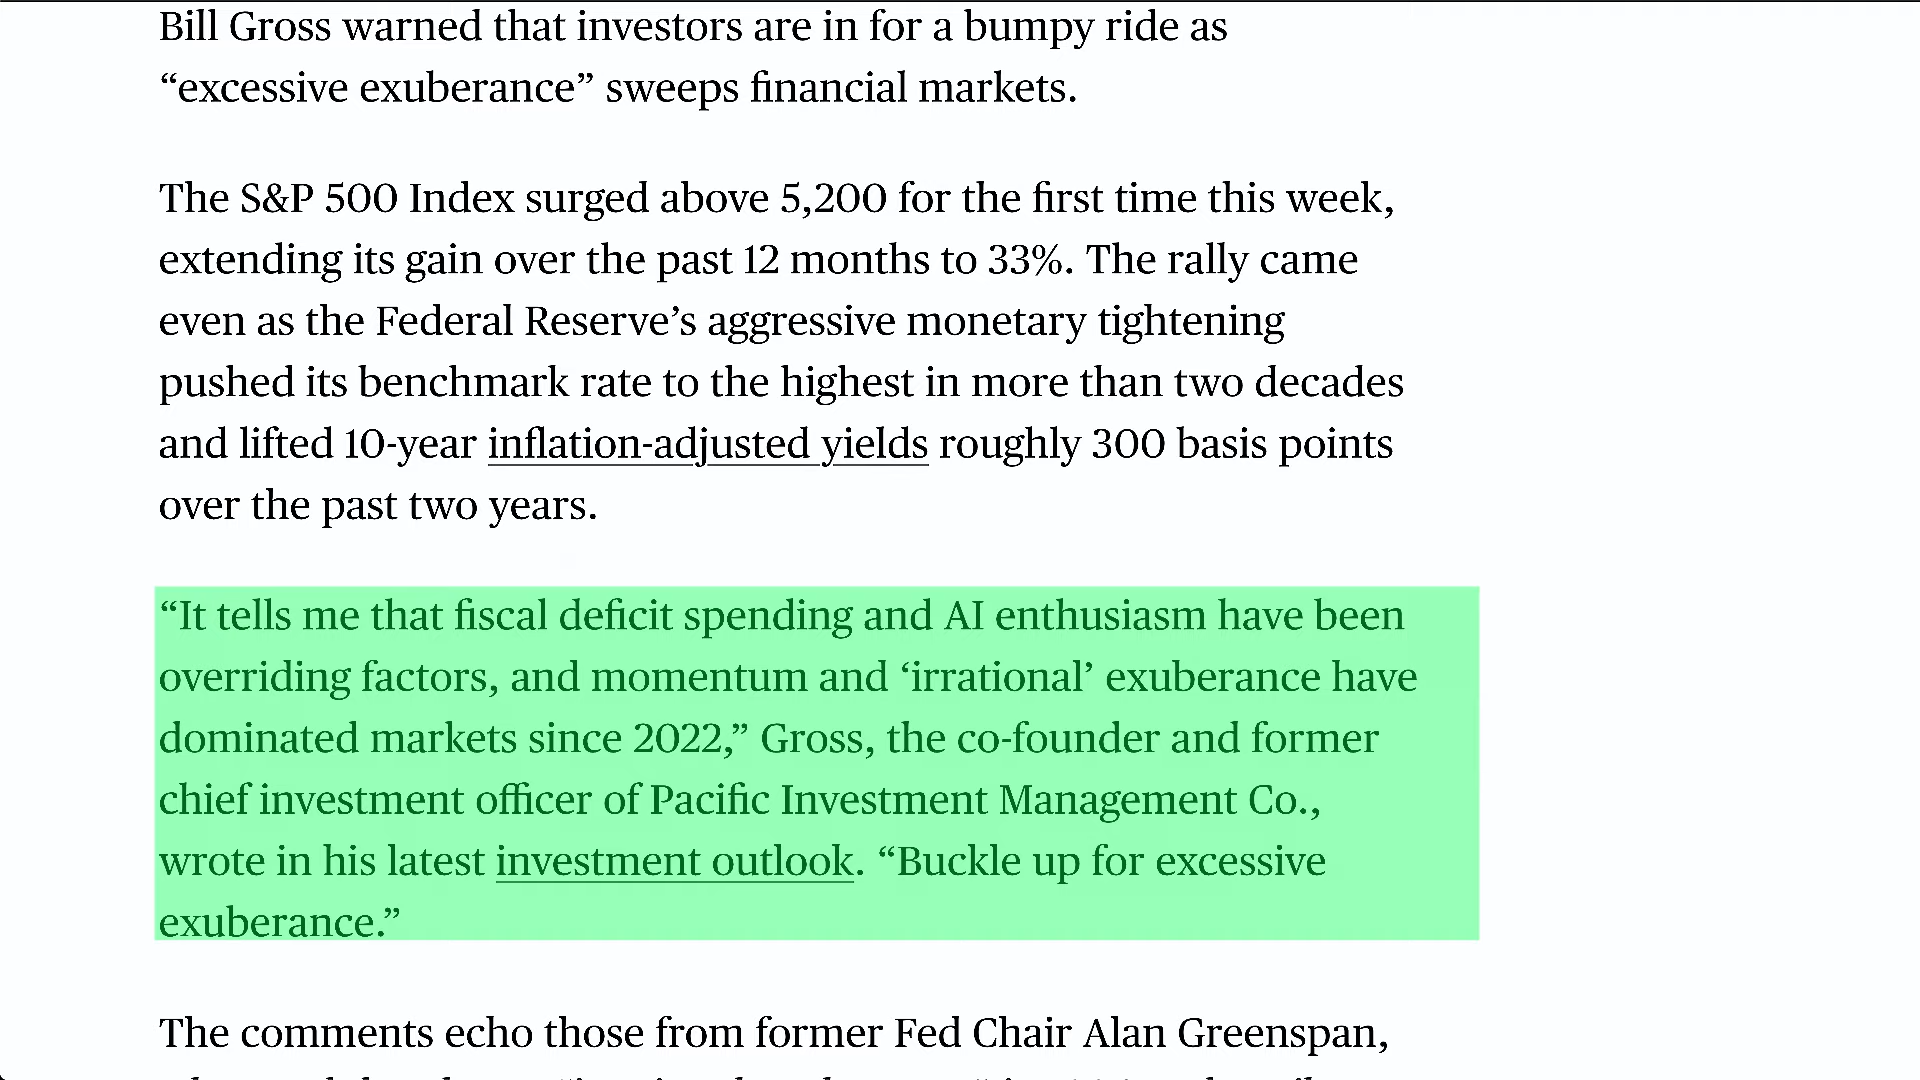 Bill Gross warned that investors are in for a bumpy ride as
“excessive exuberance” sweeps financial markets.
The S&P 500 Index surged above 5,200 for the first time this week,
extending its gain over the past 12 months to 33%. The rally came
even as the Federal Reserve’s aggressive monetary tightening
pushed its benchmark rate to the highest in more than two decades
and lifted 10-year inflation-adjusted yields roughly 300 basis points
over the past two years.
“It tells me that fiscal deficit spending and AI enthusiasm have been
overriding factors, and momentum and ‘irrational’ exuberance have
dominated markets since 2022,” Gross, the co-founder and former
chief investment officer of Pacific Investment Management Co.,
wrote in his latest investment outlook. “Buckle up for excessive
exuberance.”
The comments echo those from former Fed Chair Alan Greenspan,